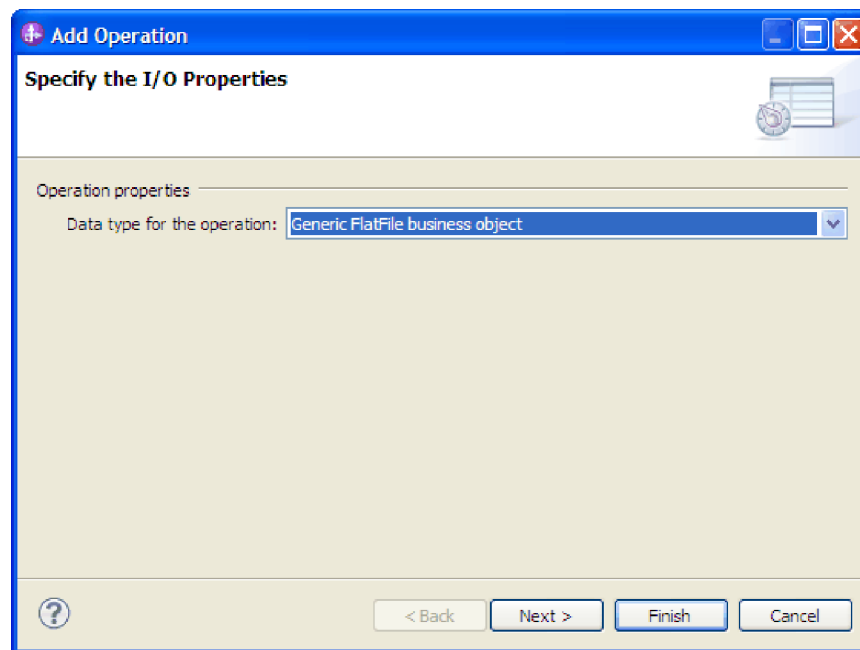 Add Operation
Specify the I/O Properties
Operation properties
Data type for the operation: Generic FlatFile business object
?
< Back Next > Finish Cancel